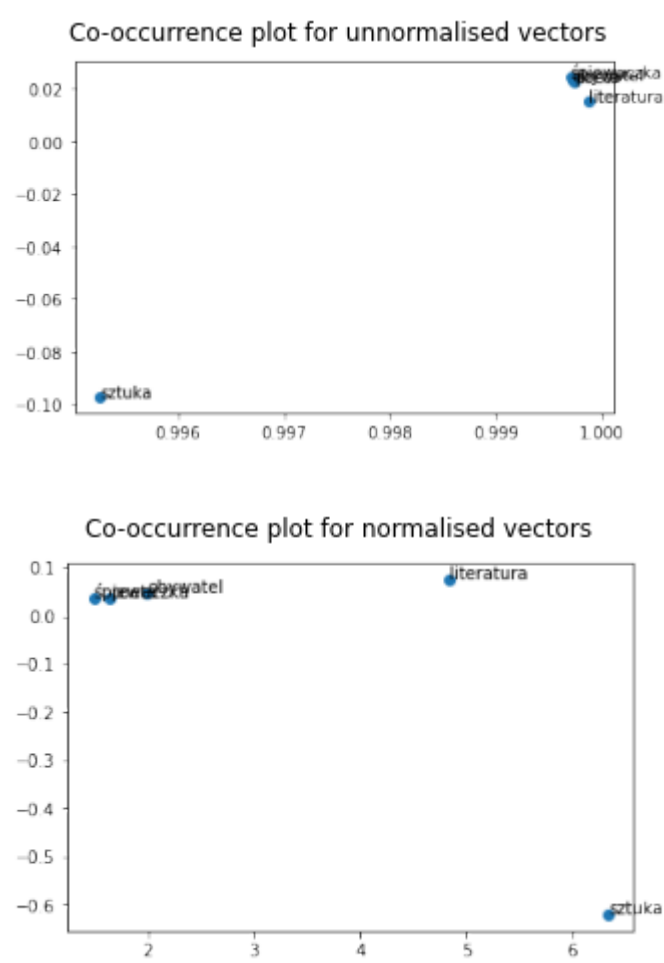 Co-occurrence plot for unnormalised vectors
0.02
śpiewaczka
literatura
0.00
−0.02
−0.04
−0.06
−0.08
−0.10
sztuka
0.996 0.997 0.998 0.999 1.000
Co-occurrence plot for normalised vectors
0.1
literatura
obywatel
śpiewaczka
0.0
−0.1
−0.2
−0.3
−0.4
−0.5
−0.6
sztuka
2 3 4 5 6